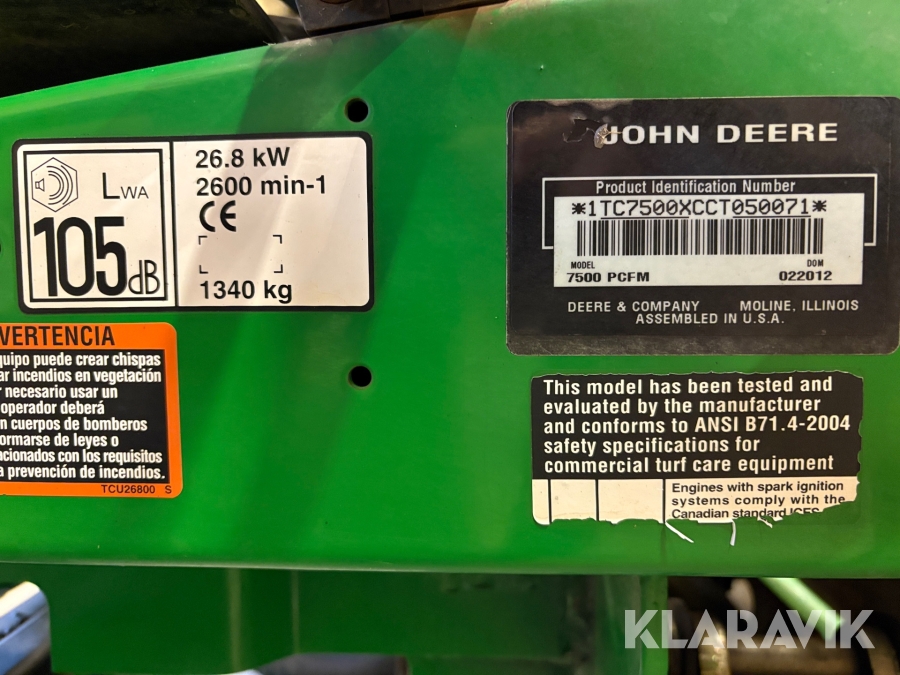 LWA
105dB
26.8 kW
2600 min-1
CE
1340 kg
VERTENCIA
quipo puede crear chispas
ar incendios en vegetación
necesario usar un
operador deberá
n cuerpos de bomberos
ormarse de leyes o
acionados con los requisitos
a prevención de incendios.
TCU26800 S
JOHN DEERE
Product Identification Number
*1TC7500XCCT050071*
MODEL DOM
7500 PCFM 022012
DEERE & COMPANY MOLINE, ILLINOIS
ASSEMBLED IN U.S.A.
This model has been tested and
evaluated by the manufacturer
and conforms to ANSI B71.4-2004
safety specifications for
commercial turf care equipment
Engines with spark ignition
systems comply with the
Canadian standard ICES
KLARAVIK